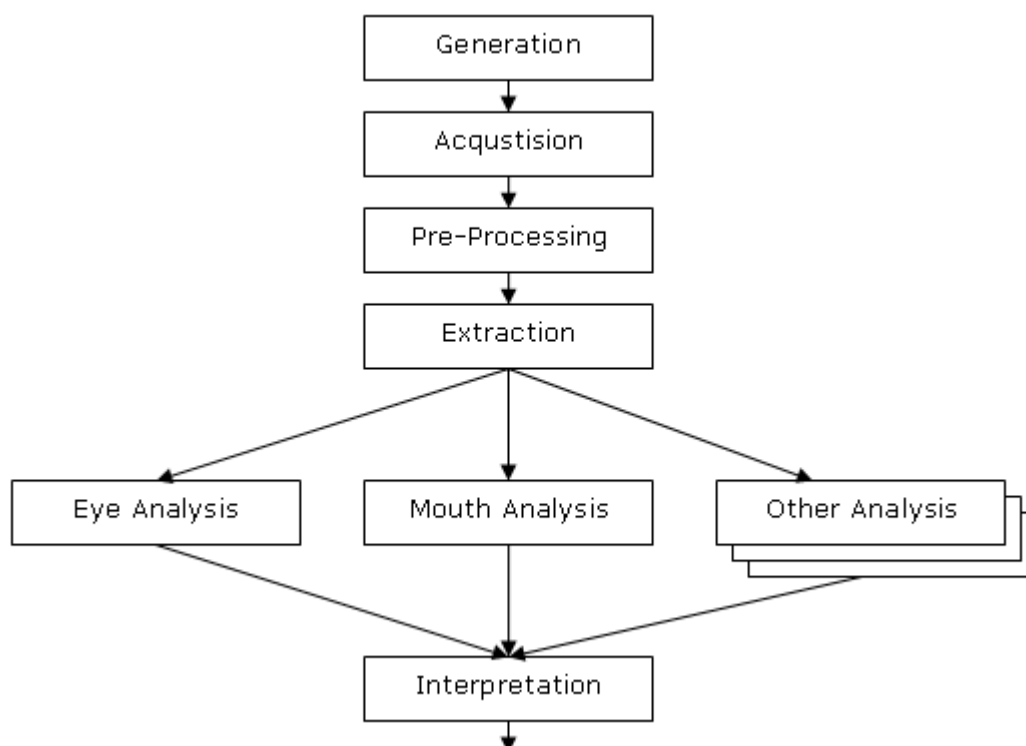 Generation
Acqustision
Pre-Processing
Extraction
Eye Analysis
Mouth Analysis
Other Analysis
Interpretation